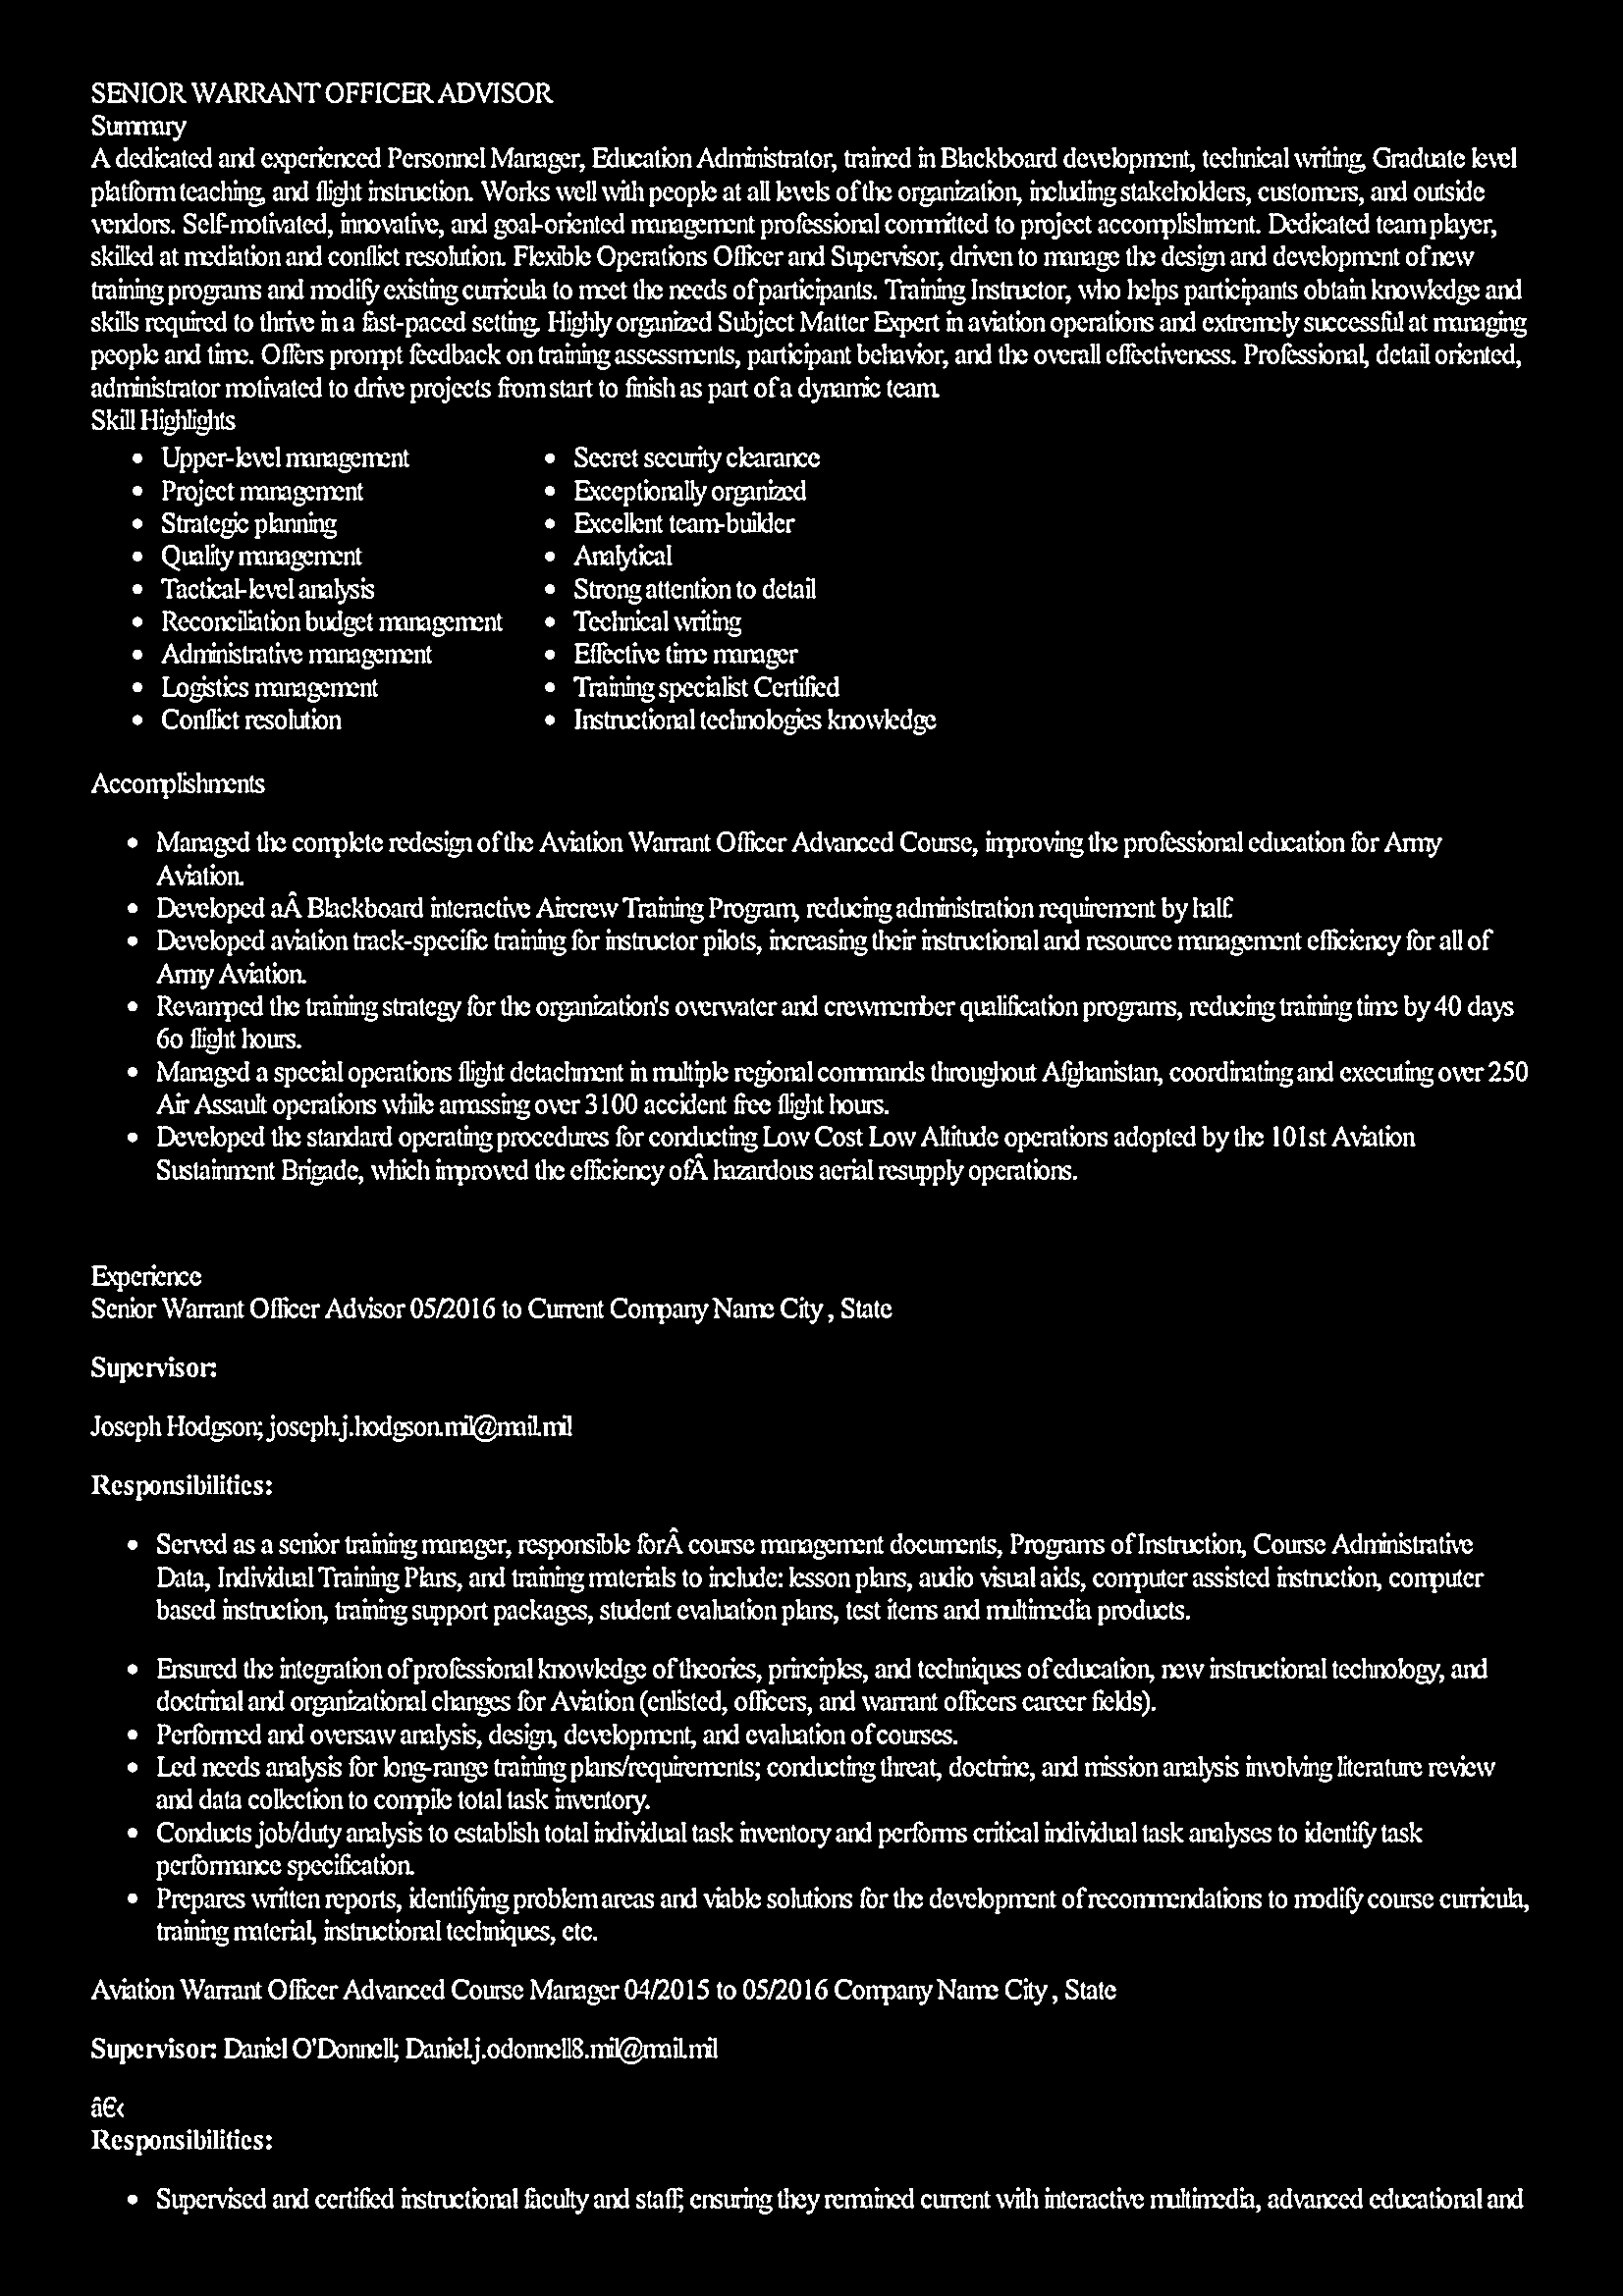 SENIOR WARRANT OFFICER ADVISOR
Summary
A dedicated and experienced Personnel Manager, Education Administrator, trained in Blackboard development, technical writing, Graduate level
platform teaching, and flight instruction. Works well with people at all levels of the organization, including stakeholders, customers, and outside
vendors. Self-motivated, innovative, and goal-oriented management professional committed to project accomplishment. Dedicated team player,
skilled at mediation and conflict resolution. Flexible Operations Officer and Supervisor, driven to manage the design and development of new
training programs and modify existing curricula to meet the needs of participants. Training Instructor, who helps participants obtain knowledge and
skills required to thrive in a fast-paced setting. Highly organized Subject Matter Expert in aviation operations and extremely successful at managing
people and time. Offers prompt feedback on training assessments, participant behavior, and the overall effectiveness. Professional, detail oriented,
administrator motivated to drive projects from start to finish as part of a dynamic team.
Skill Highlights
• Upper-level management
• Project management
• Strategic planning
• Quality management
• Tactical-level analysis
• Reconciliation budget management
• Administrative management
• Logistics management
• Conflict resolution
• Secret security clearance
• Exceptionally organized
• Excellent team-builder
• Analytical
• Strong attention to detail
• Technical writing
• Effective time manager
• Training specialist Certified
• Instructional technologies knowledge
Accomplishments
• Managed the complete redesign of the Aviation Warrant Officer Advanced Course, improving the professional education for Army
Aviation.
• Developed aÂ Blackboard interactive Aircrew Training Program, reducing administration requirement by half.
• Developed aviation track-specific training for instructor pilots, increasing their instructional and resource management efficiency for all of
Army Aviation.
• Revamped the training strategy for the organization's overwater and crewmember qualification programs, reducing training time by 40 days
6o flight hours.
• Managed a special operations flight detachment in multiple regional commands throughout Afghanistan, coordinating and executing over 250
Air Assault operations while amassing over 3100 accident free flight hours.
• Developed the standard operating procedures for conducting Low Cost Low Altitude operations adopted by the 101st Aviation
Sustainment Brigade, which improved the efficiency ofÂ hazardous aerial resupply operations.
Experience
Senior Warrant Officer Advisor 05/2016 to Current Company Name City , State
Supervisor:
Joseph Hodgson; joseph.j.hodgson.mil@mail.mil
Responsibilities:
• Served as a senior training manager, responsible forÂ course management documents, Programs of Instruction, Course Administrative
Data, Individual Training Plans, and training materials to include: lesson plans, audio visual aids, computer assisted instruction, computer
based instruction, training support packages, student evaluation plans, test items and multimedia products.
• Ensured the integration of professional knowledge of theories, principles, and techniques of education, new instructional technology, and
doctrinal and organizational changes for Aviation (enlisted, officers, and warrant officers career fields).
• Performed and oversaw analysis, design, development, and evaluation of courses.
• Led needs analysis for long-range training plans/requirements; conducting threat, doctrine, and mission analysis involving literature review
and data collection to compile total task inventory.
• Conducts job/duty analysis to establish total individual task inventory and performs critical individual task analyses to identify task
performance specification.
• Prepares written reports, identifying problem areas and viable solutions for the development of recommendations to modify course curricula,
training material, instructional techniques, etc.
Aviation Warrant Officer Advanced Course Manager 04/2015 to 05/2016 Company Name City , State
Supervisor: Daniel O'Donnell; Daniel.j.odonnell8.mil@mail.mil
â€‹
Responsibilities:
• Supervised and certified instructional faculty and staff; ensuring they remained current with interactive multimedia, advanced educational and